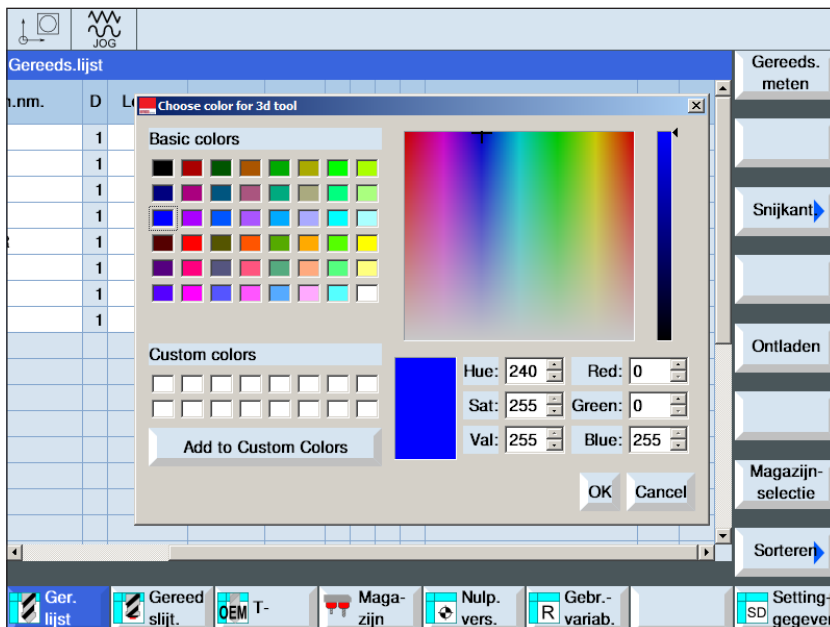 JOG
Gereeds.lijst
n.nm. D
1
1
1
1
1
1
1
1
Choose color for 3d tool
Basic colors
Custom colors
Add to Custom Colors
Hue: 240 Red: 0
Sat: 255 Green: 0
Val: 255 Blue: 255
OK Cancel
Gereeds.
meten
Snijkant.
Ontladen
Magazijn-
selectie
Sorteren
Ger.
lijst
Gereed
slijt.
OEM T-
Maga-
zijn
Nulp.
vers.
R Gebr.-
variab.
SD Setting-
gegeven